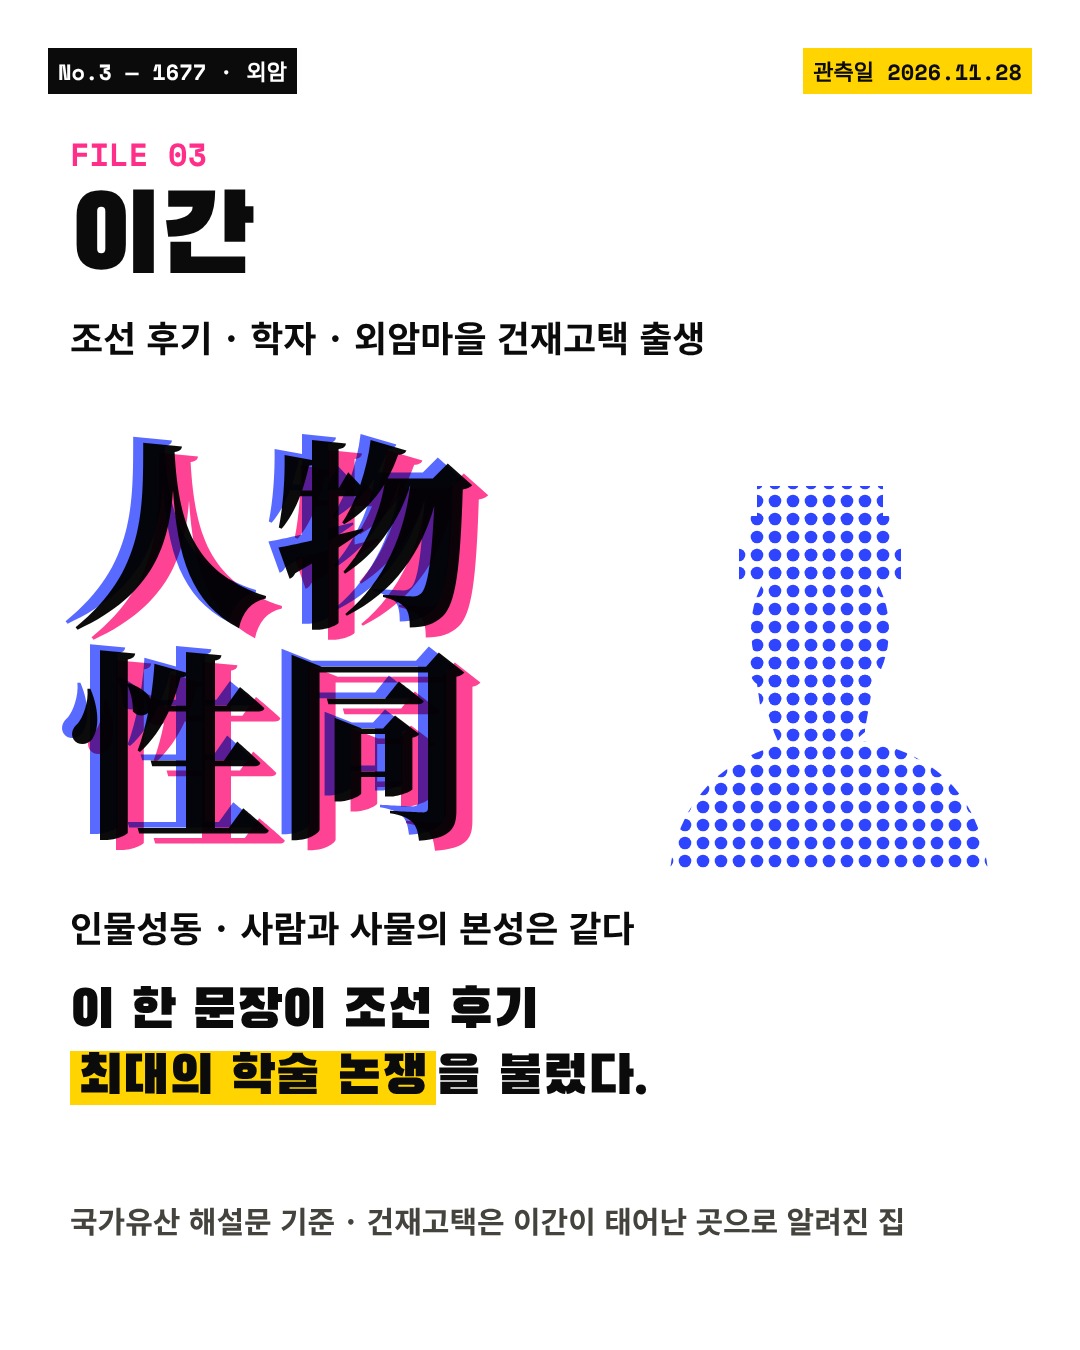 No.3 — 1677 · 외암
관측일 2026.11.28
FILE 03
이간
조선 후기 · 학자 · 외암마을 건재고택 출생
人物
性同
인물성동 · 사람과 사물의 본성은 같다
이 한 문장이 조선 후기
최대의 학술 논쟁을 불렀다.
국가유산 해설문 기준 · 건재고택은 이간이 태어난 곳으로 알려진 집